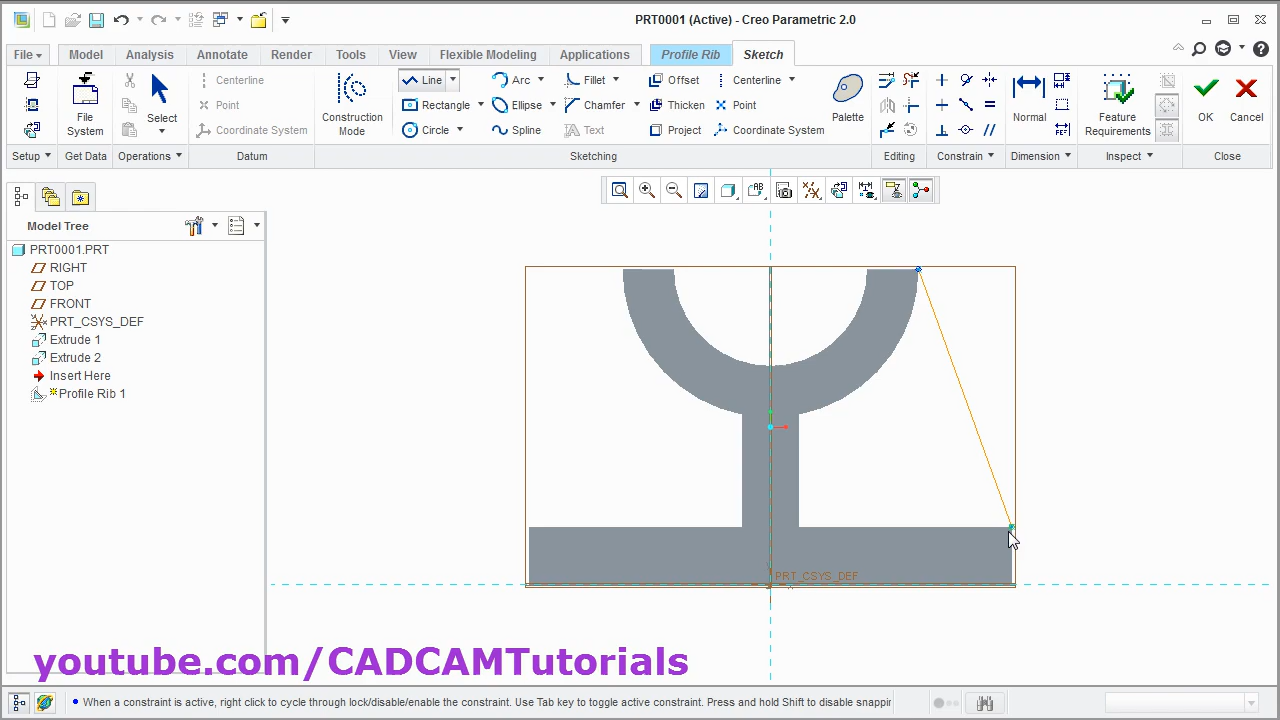 PRT0001 (Active) - Creo Parametric 2.0
File Model Analysis Annotate Render Tools View Flexible Modeling Applications Profile Rib Sketch
File System
Select
Centerline
Point
Coordinate System
Construction Mode
Line Arc Fillet Offset Centerline
Rectangle Ellipse Chamfer Thicken Point
Circle Spline Text Project Coordinate System
Palette
Normal
Feature Requirements
OK Cancel
Setup Get Data Operations Datum Sketching Editing Constrain Dimension Inspect Close
Model Tree
PRT0001.PRT
RIGHT
TOP
FRONT
PRT_CSYS_DEF
Extrude 1
Extrude 2
Insert Here
Profile Rib 1
PRT_CSYS_DEF
youtube.com/CADCAMTutorials
When a constraint is active, right click to cycle through lock/disable/enable the constraint. Use Tab key to toggle active constraint. Press and hold Shift to disable snappin